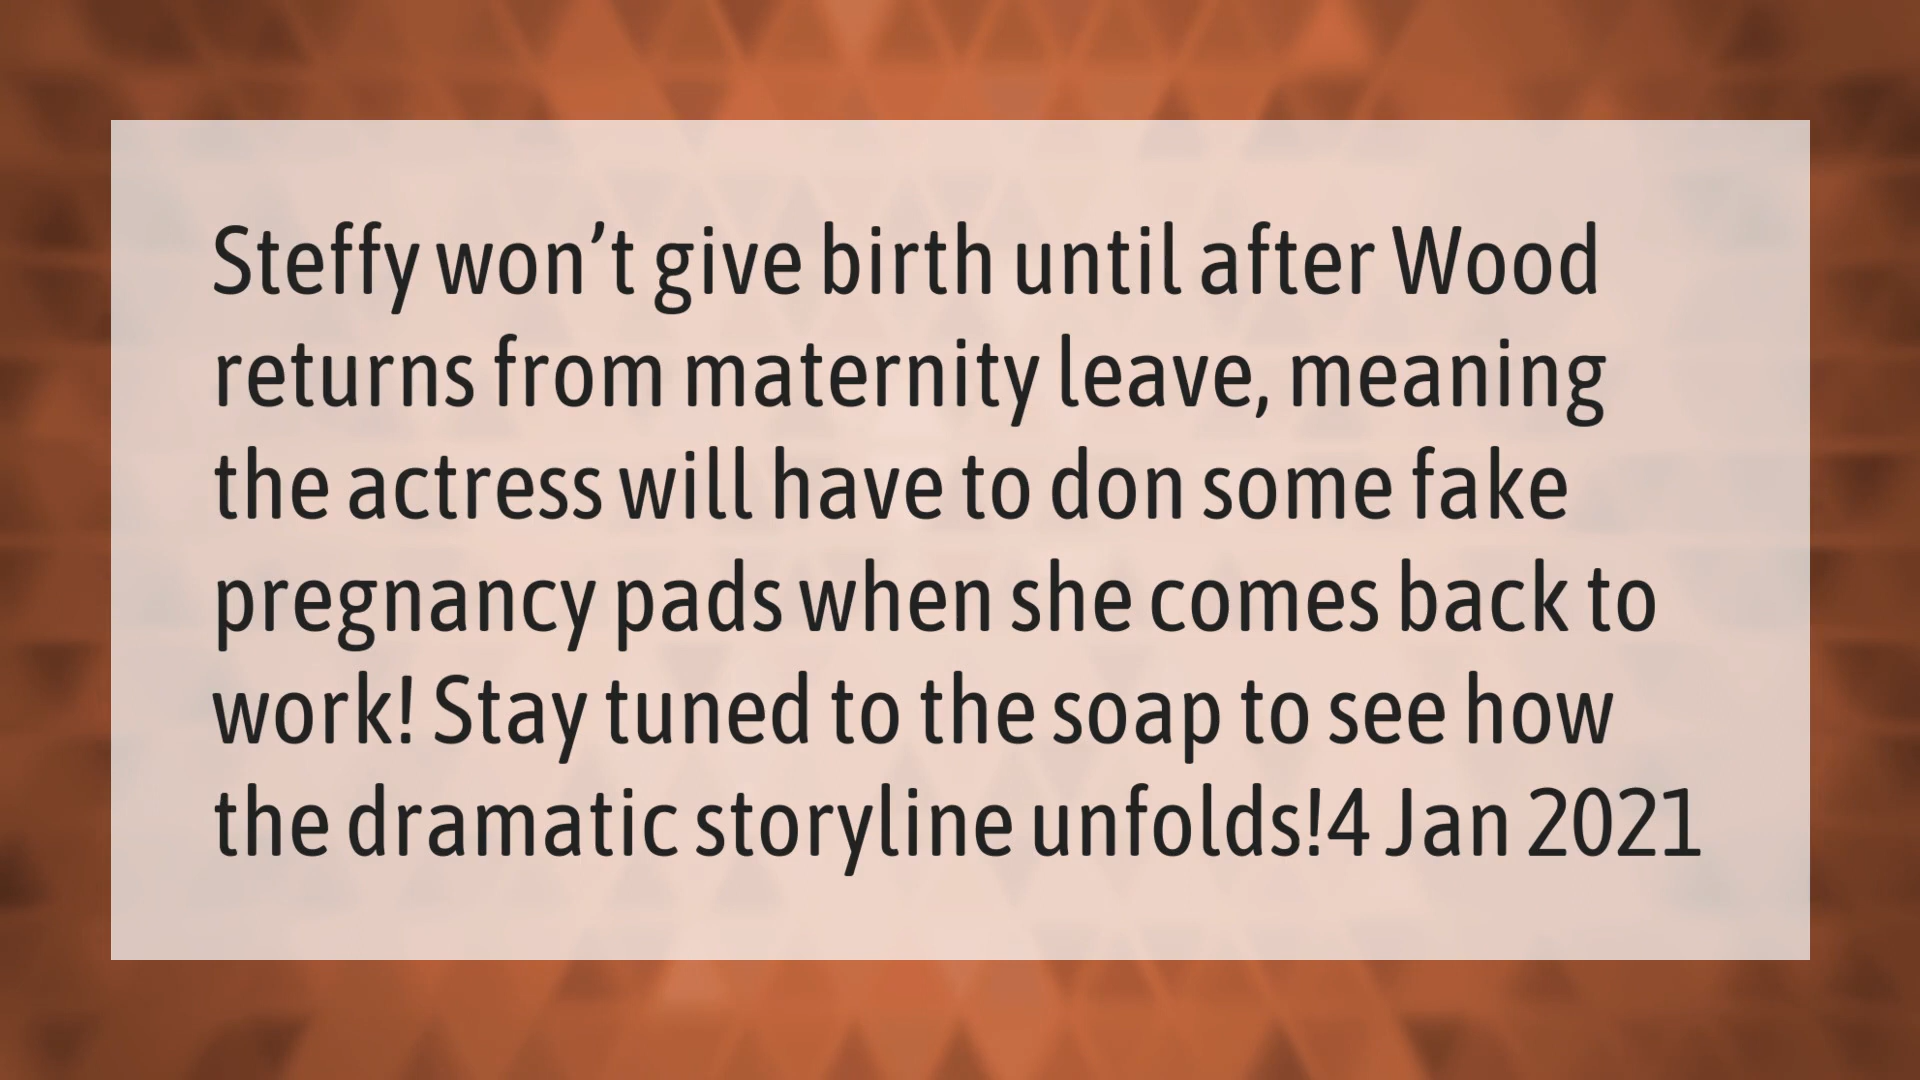 Steffy won’t give birth until after Wood
returns from maternity leave, meaning
the actress will have to don some fake
pregnancy pads when she comes back to
work! Stay tuned to the soap to see how
the dramatic storyline unfolds!4 Jan 2021